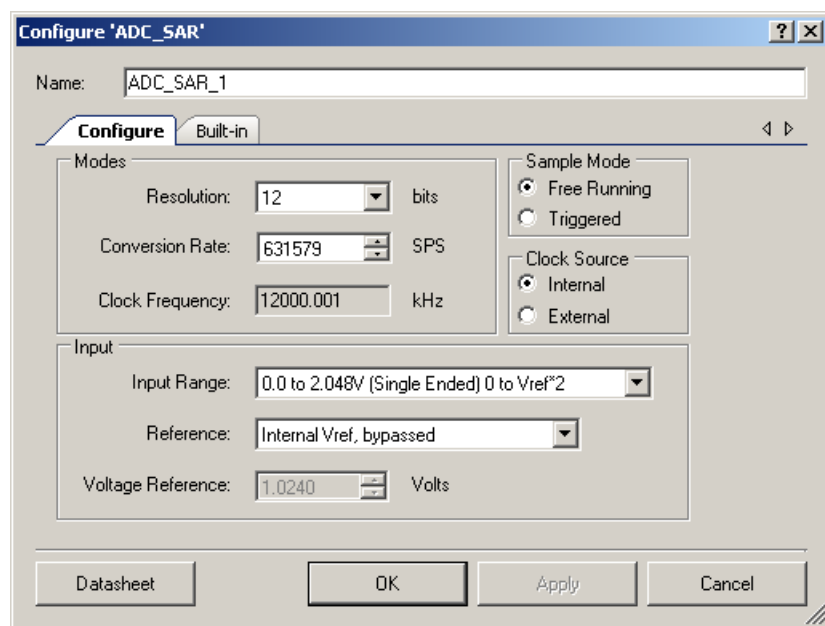 Configure 'ADC_SAR'
Name: ADC_SAR_1
Configure Built-in
Modes
Resolution: 12 bits
Conversion Rate: 631579 SPS
Clock Frequency: 12000.001 kHz
Sample Mode
Free Running
Triggered
Clock Source
Internal
External
Input
Input Range: 0.0 to 2.048V (Single Ended) 0 to Vref*2
Reference: Internal Vref, bypassed
Voltage Reference: 1.0240 Volts
Datasheet OK Apply Cancel